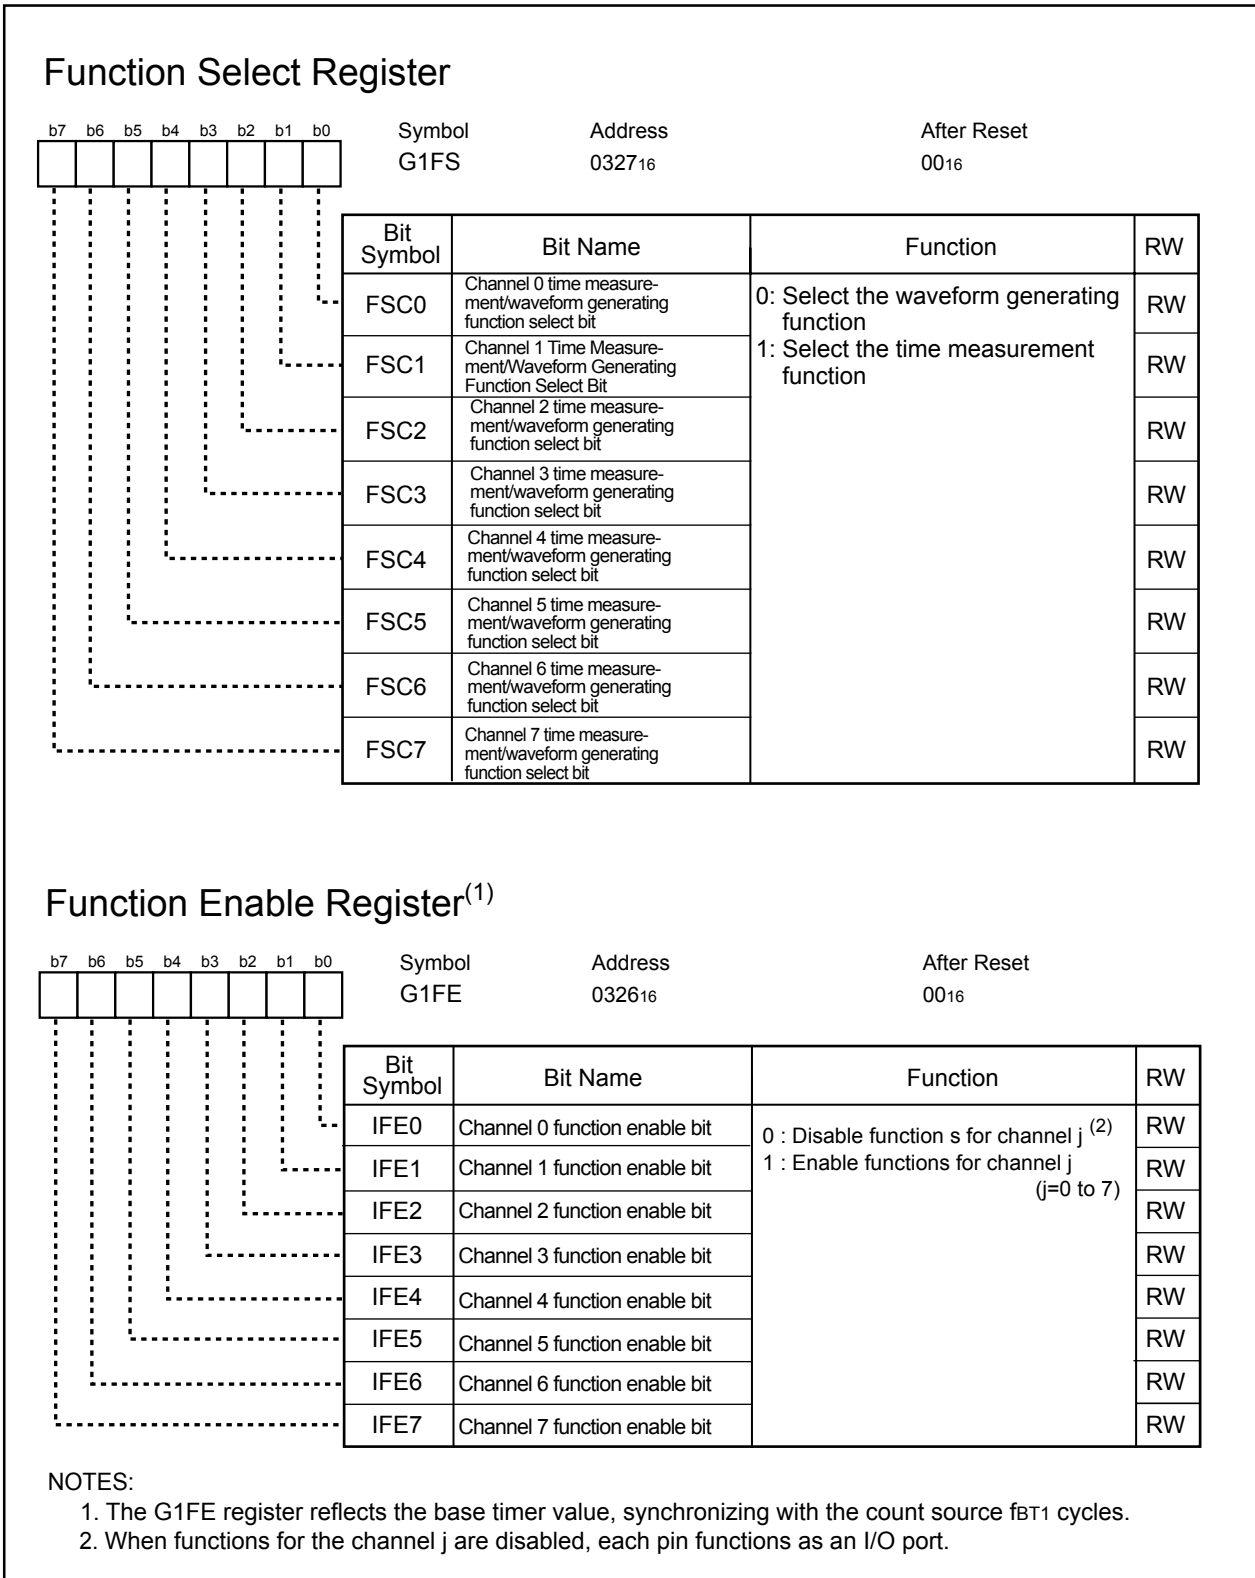 Function Select Register
b7 b6 b5 b4 b3 b2 b1 b0
Symbol Address After Reset
G1FS 032716 0016
Bit Symbol Bit Name Function RW
FSC0 Channel 0 time measure-
ment/waveform generating
function select bit
0: Select the waveform generating
function
1: Select the time measurement
function
RW
FSC1 Channel 1 Time Measure-
ment/Waveform Generating
Function Select Bit
RW
FSC2 Channel 2 time measure-
ment/waveform generating
function select bit
RW
FSC3 Channel 3 time measure-
ment/waveform generating
function select bit
RW
FSC4 Channel 4 time measure-
ment/waveform generating
function select bit
RW
FSC5 Channel 5 time measure-
ment/waveform generating
function select bit
RW
FSC6 Channel 6 time measure-
ment/waveform generating
function select bit
RW
FSC7 Channel 7 time measure-
ment/waveform generating
function select bit
RW
Function Enable Register(1)
b7 b6 b5 b4 b3 b2 b1 b0
Symbol Address After Reset
G1FE 032616 0016
Bit Symbol Bit Name Function RW
IFE0 Channel 0 function enable bit RW
0 : Disable function s for channel j (2)
1 : Enable functions for channel j
(j=0 to 7)
IFE1 Channel 1 function enable bit RW
IFE2 Channel 2 function enable bit RW
IFE3 Channel 3 function enable bit RW
IFE4 Channel 4 function enable bit RW
IFE5 Channel 5 function enable bit RW
IFE6 Channel 6 function enable bit RW
IFE7 Channel 7 function enable bit RW
NOTES:
1. The G1FE register reflects the base timer value, synchronizing with the count source fBT1 cycles.
2. When functions for the channel j are disabled, each pin functions as an I/O port.